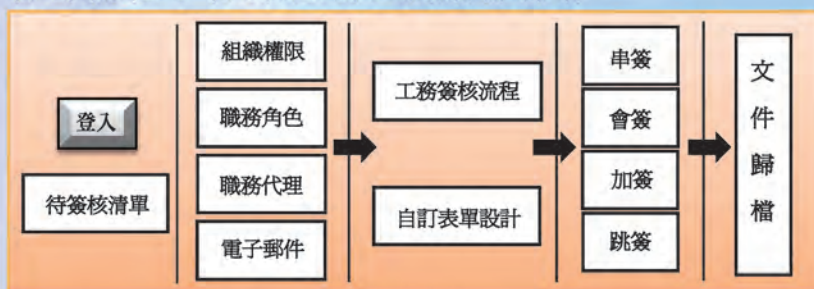 登入
待簽核清單
組織權限
職務角色
職務代理
電子郵件
工務簽核流程
自訂表單設計
串簽
會簽
加簽
跳簽
文件歸檔